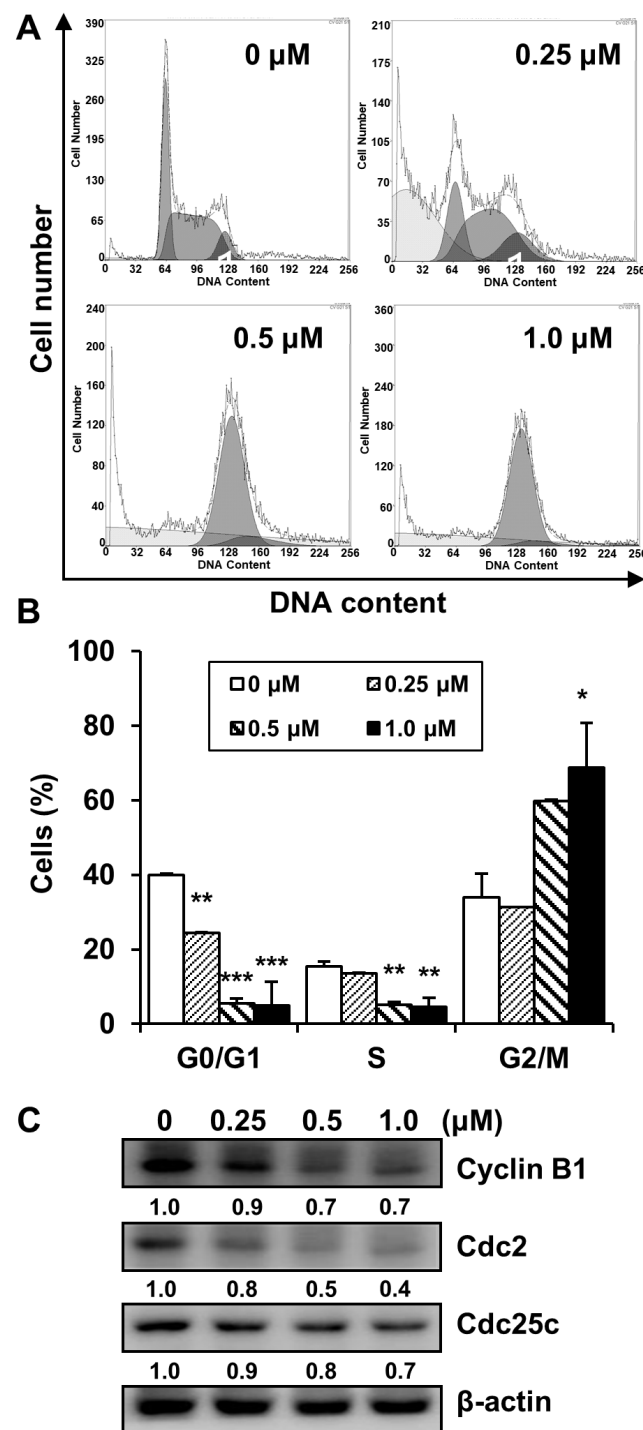 A
0 µM
390
325
260
195
130
65
0
Cell Number
0 32 64 96 128 160 192 224 256
DNA Content
0.25 µM
210
175
140
105
70
35
0
Cell Number
0 32 64 96 128 160 192 224 256
DNA Content
0.5 µM
240
200
160
120
80
40
0
Cell Number
0 32 64 96 128 160 192 224 256
DNA Content
1.0 µM
360
300
270
180
120
60
0
Cell Number
0 32 64 96 128 160 192 224 256
DNA Content
Cell number
DNA content
B
100
80
60
40
20
0
Cells (%)
0 µM 0.25 µM
0.5 µM 1.0 µM
** *** ***
** **
*
G0/G1 S G2/M
C
0 0.25 0.5 1.0 (µM)
Cyclin B1
1.0 0.9 0.7 0.7
Cdc2
1.0 0.8 0.5 0.4
Cdc25c
1.0 0.9 0.8 0.7
β-actin